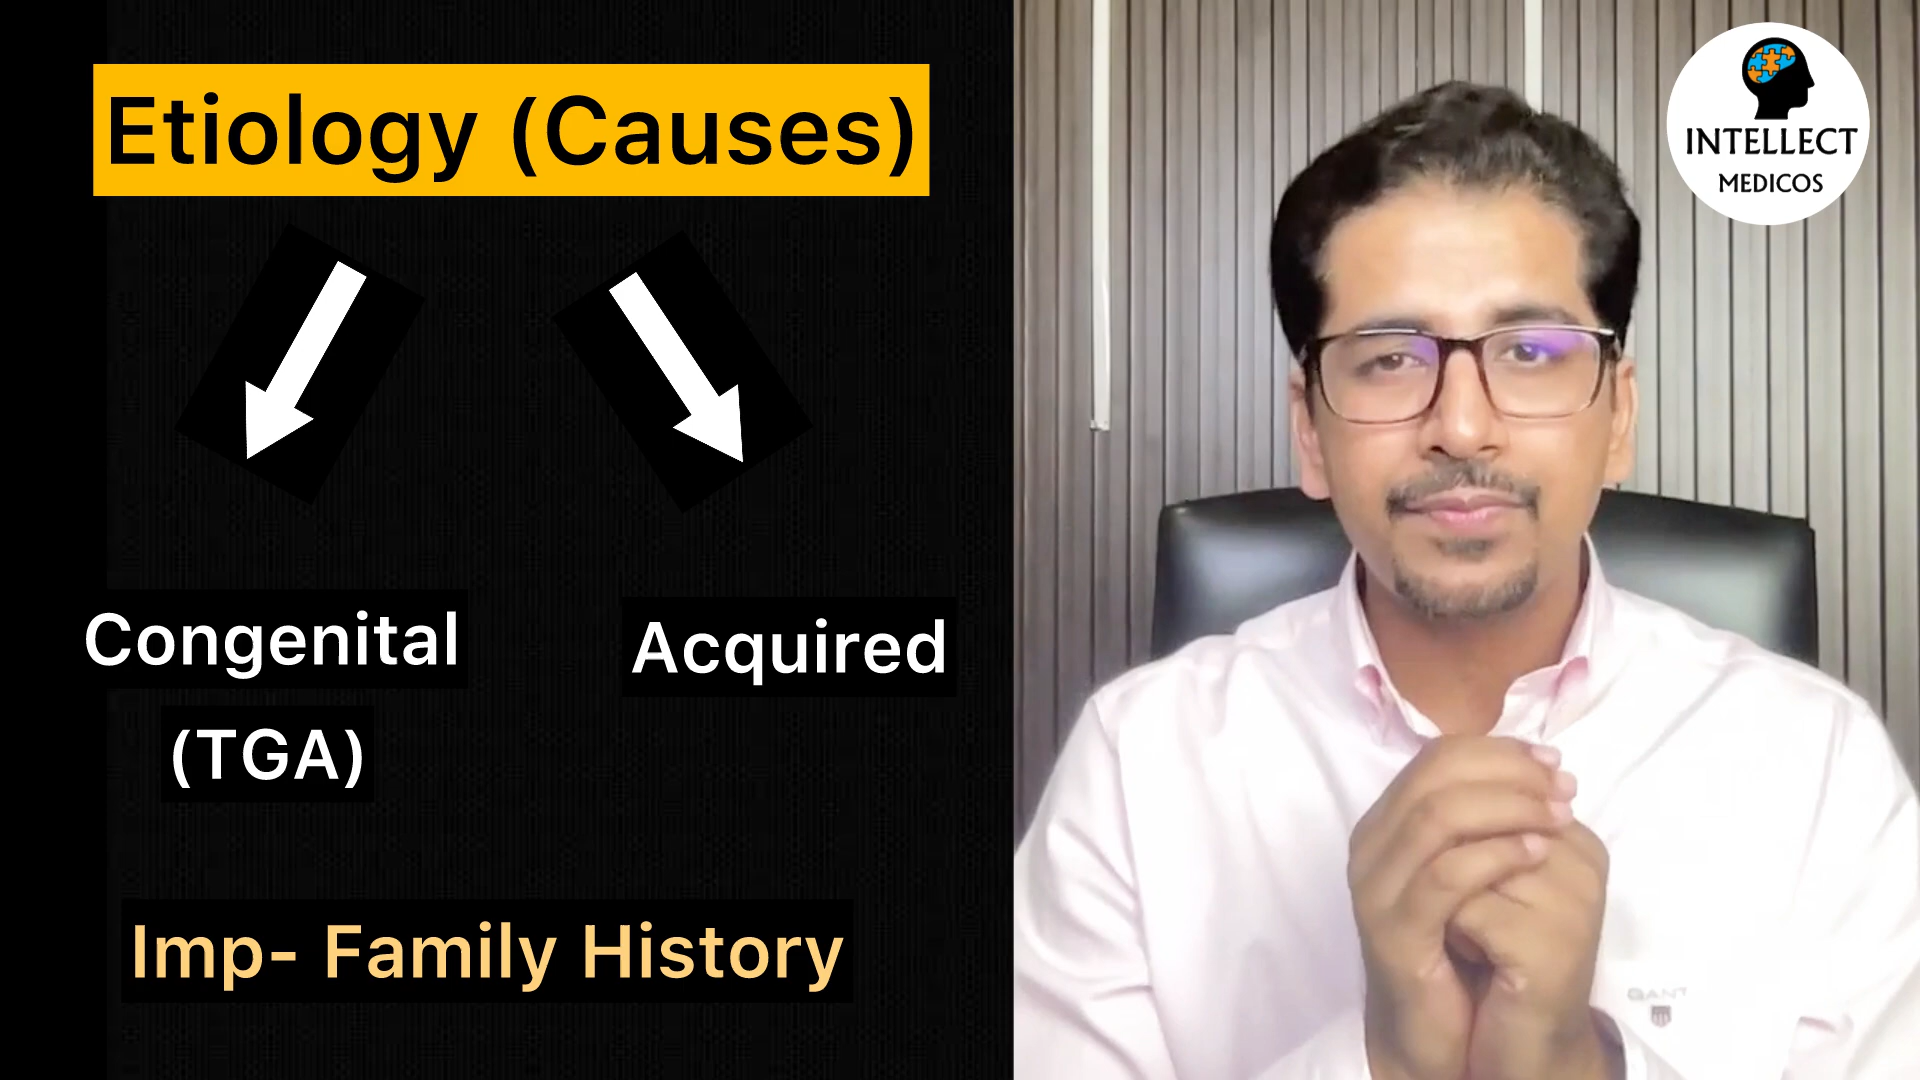 Etiology (Causes)
Congenital
(TGA)
Acquired
Imp- Family History
INTELLECT
MEDICOS
GANT